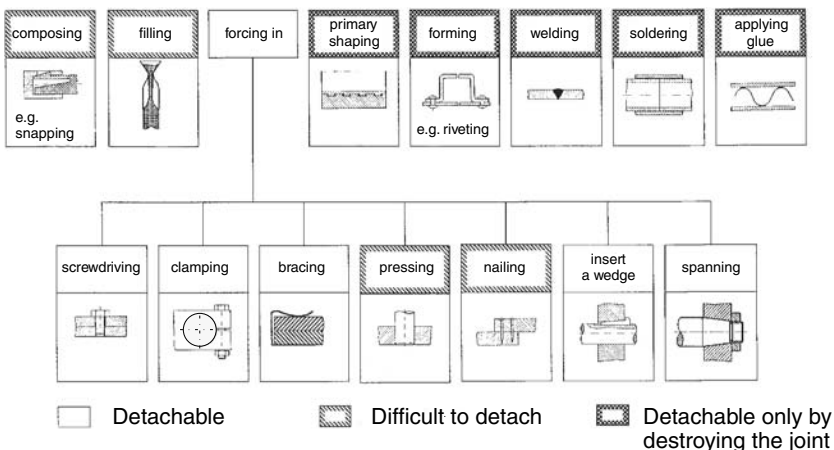 composing
filling
forcing in
primary
shaping
forming
welding
soldering
applying
glue
e.g.
snapping
e.g. riveting
screwdriving
clamping
bracing
pressing
nailing
insert
a wedge
spanning
Detachable
Difficult to detach
Detachable only by
destroying the joint